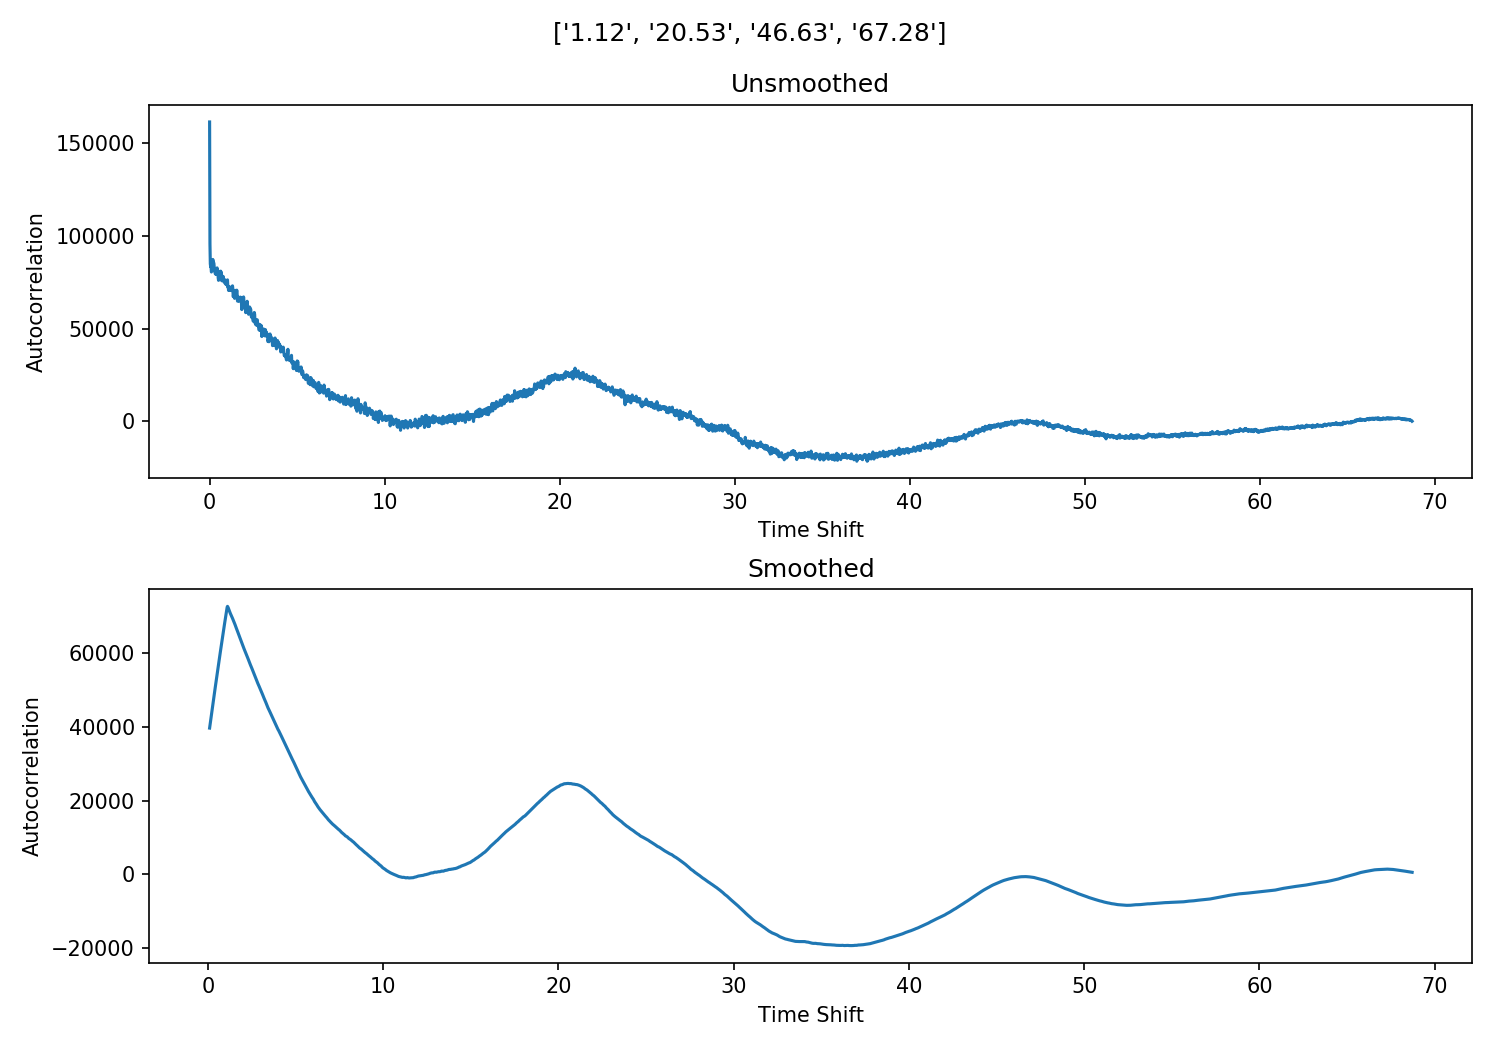 ['1.12', '20.53', '46.63', '67.28']
Unsmoothed
150000
100000
50000
0
Autocorrelation
0 10 20 30 40 50 60 70
Time Shift
Smoothed
60000
40000
20000
0
−20000
Autocorrelation
0 10 20 30 40 50 60 70
Time Shift